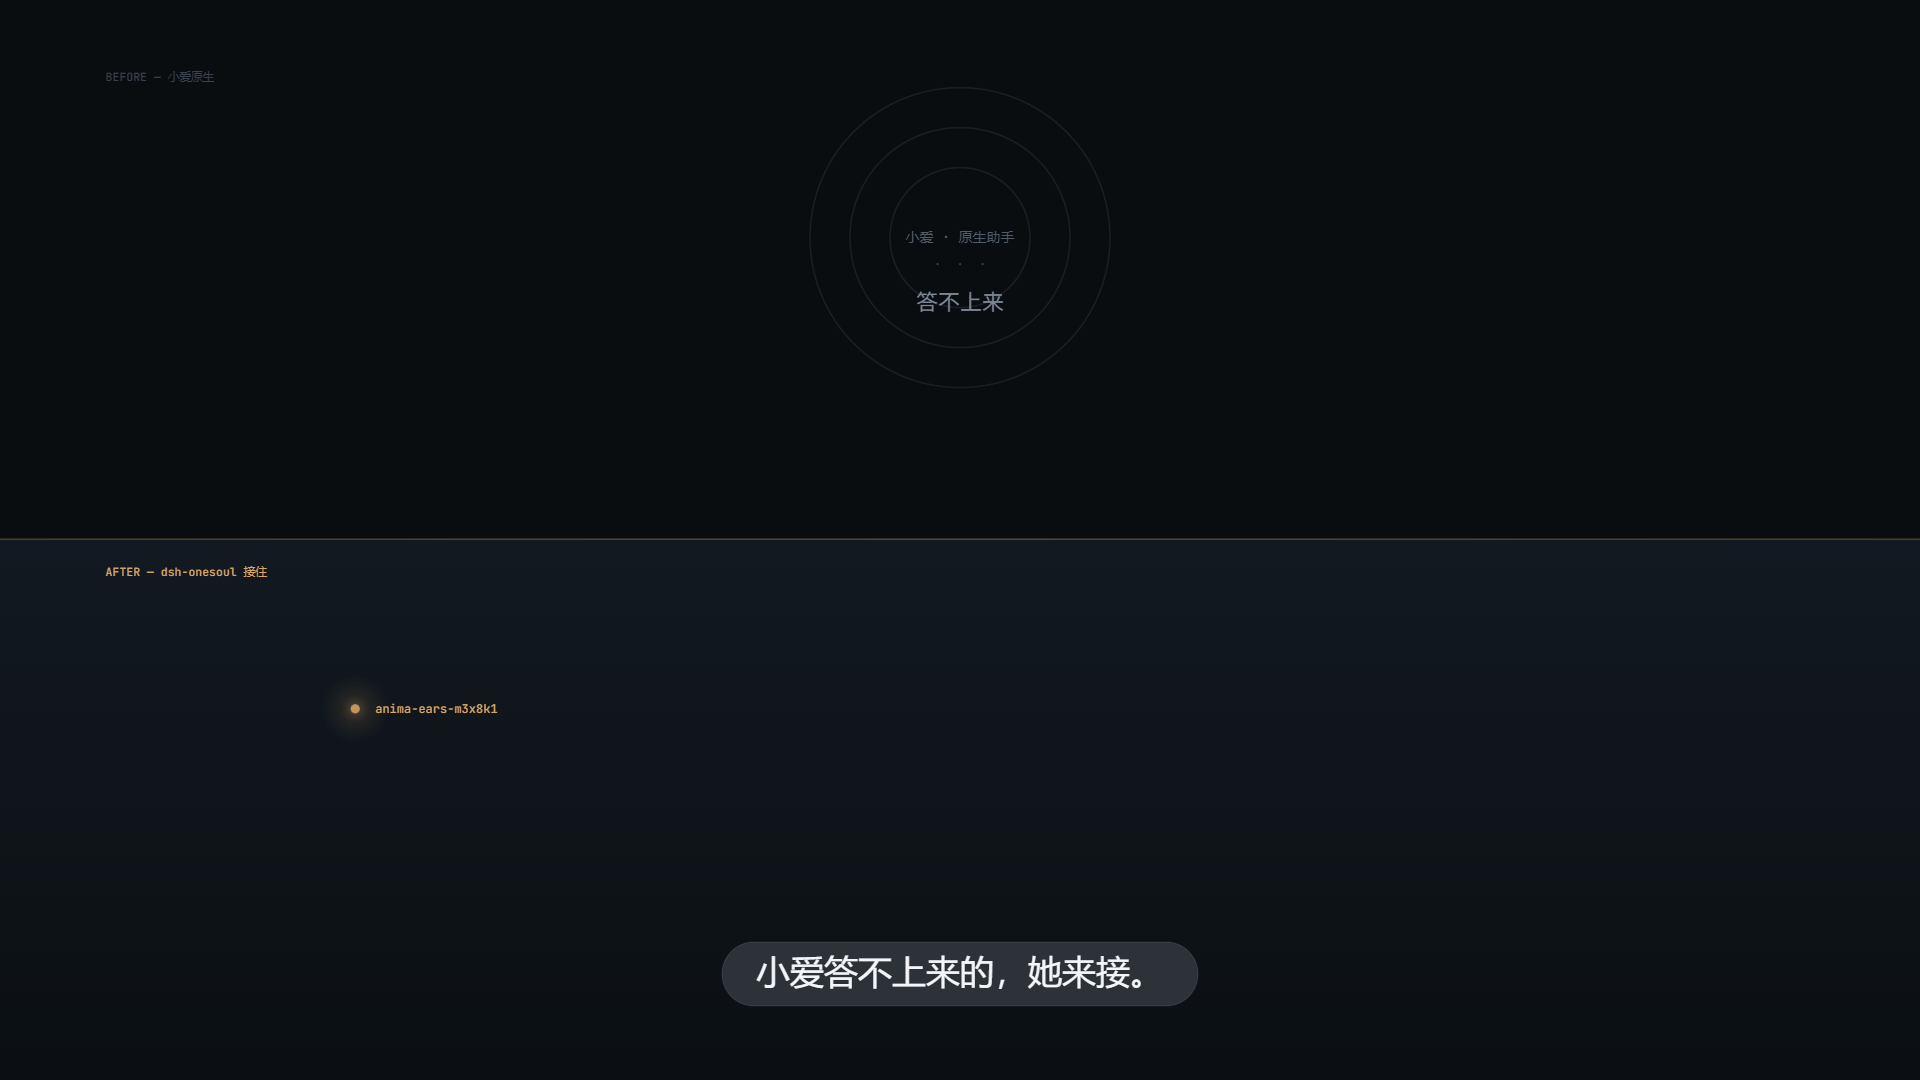 BEFORE — 小爱原生
小爱 · 原生助手
· · ·
答不上来
AFTER — dsh-onesoul 接住
anima-ears-m3x8k1
小爱答不上来的，她来接。